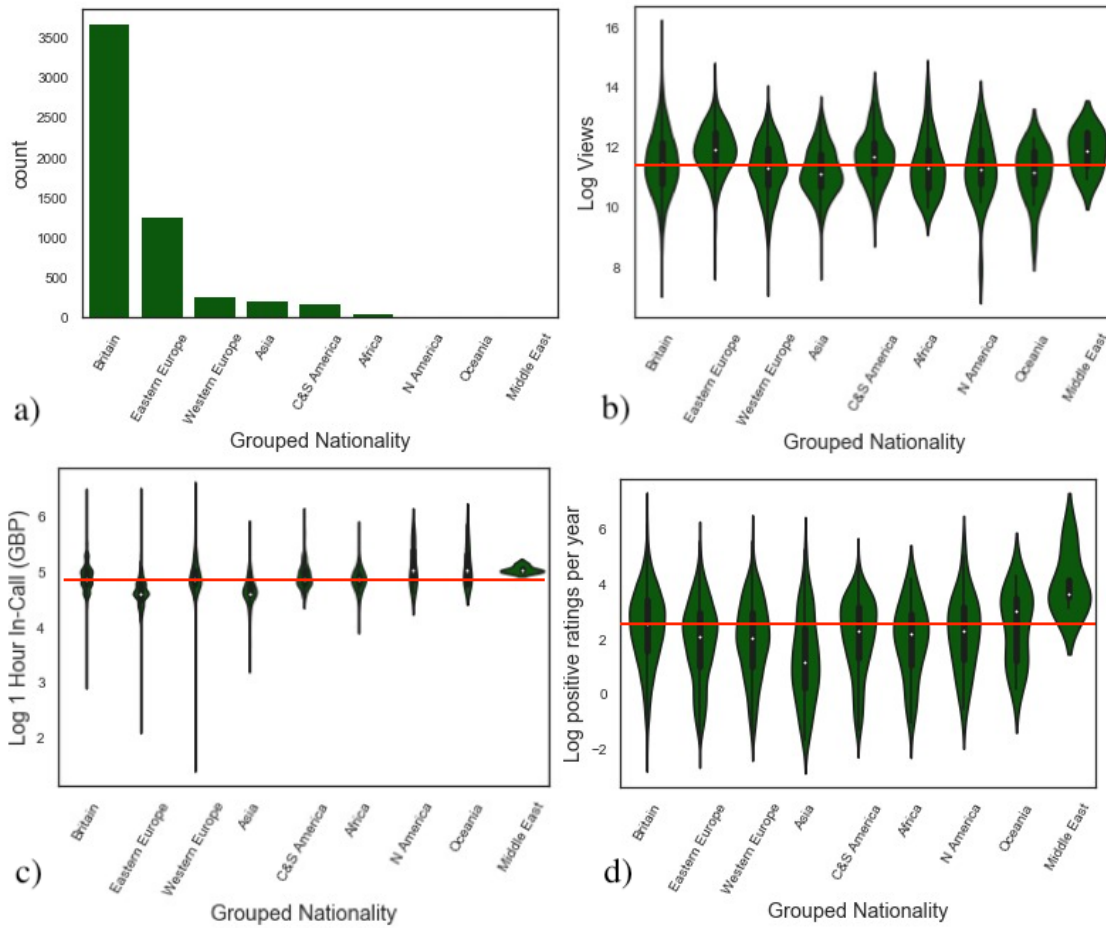 3500
3000
2500
2000
1500
1000
500
0
count
Britain
Eastern Europe
Western Europe
Asia
C&S America
Africa
N America
Oceania
Middle East
Grouped Nationality
a)
16
14
12
10
8
Log Views
Britain
Eastern Europe
Western Europe
Asia
C&S America
Africa
N America
Oceania
Middle East
Grouped Nationality
b)
6
5
4
3
2
Log 1 Hour In-Call (GBP)
Britain
Eastern Europe
Western Europe
Asia
C&S America
Africa
N America
Oceania
Middle East
Grouped Nationality
c)
6
4
2
0
−2
Log positive ratings per year
Britain
Eastern Europe
Western Europe
Asia
C&S America
Africa
N America
Oceania
Middle East
Grouped Nationality
d)